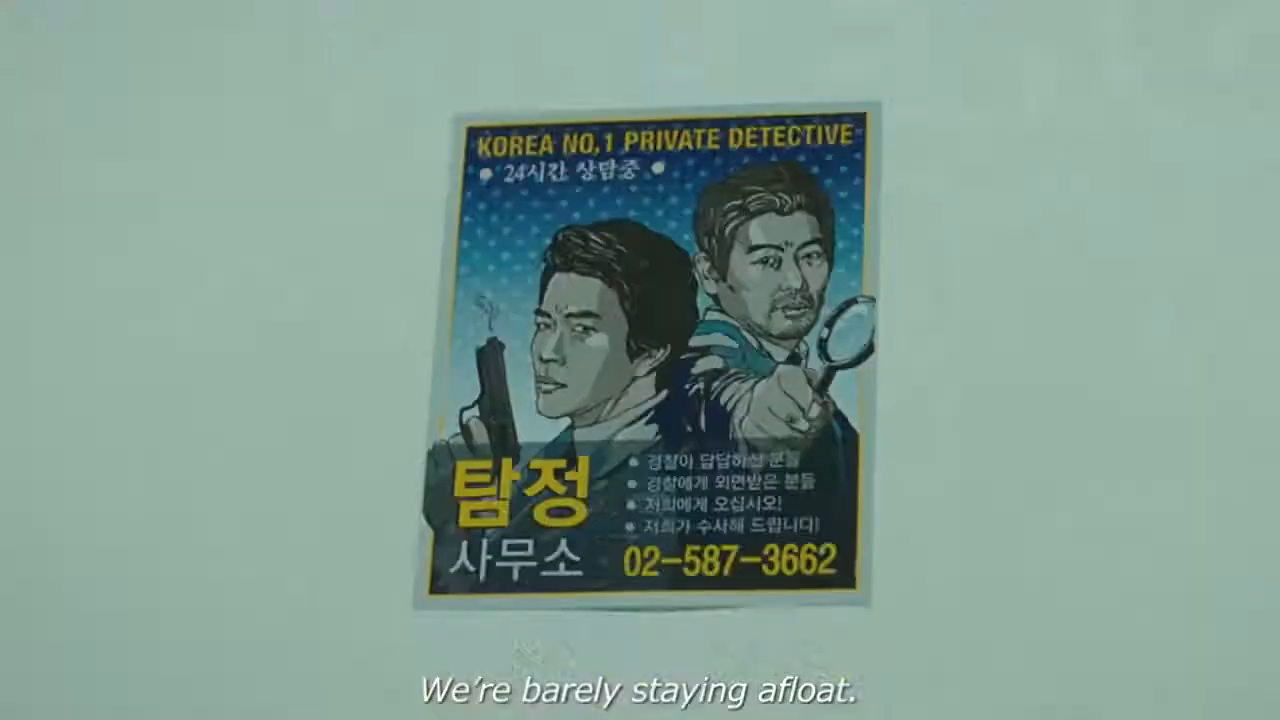 KOREA NO,1 PRIVATE DETECTIVE
• 24시간 상담중 •
• 경찰이 답답하신 분들
• 경찰에게 외면받은 분들
• 저희에게 오십시오!
• 저희가 수사해 드립니다!
탐정
사무소
02-587-3662
We're barely staying afloat.